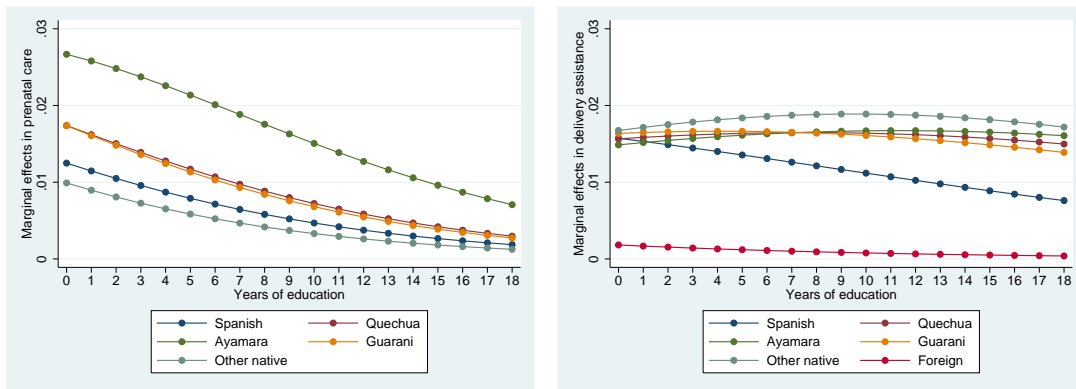 Marginal effects in prenatal care
.03
.02
.01
0
0 1 2 3 4 5 6 7 8 9 10 11 12 13 14 15 16 17 18
Years of education
Spanish Quechua
Ayamara Guarani
Other native
Marginal effects in delivery assistance
.03
.02
.01
0
0 1 2 3 4 5 6 7 8 9 10 11 12 13 14 15 16 17 18
Years of education
Spanish Quechua
Ayamara Guarani
Other native Foreign